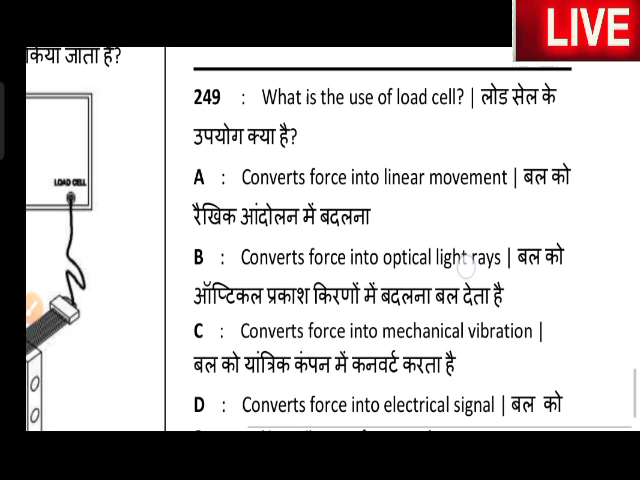 LIVE
किया जाता है?
LOAD CELL
249 : What is the use of load cell? | लोड सेल के
उपयोग क्या है?
A : Converts force into linear movement | बल को
रैखिक आंदोलन में बदलना
B : Converts force into optical light rays | बल को
ऑप्टिकल प्रकाश किरणों में बदलना बल देता है
C : Converts force into mechanical vibration |
बल को यांत्रिक कंपन में कनवर्ट करता है
D : Converts force into electrical signal | बल को